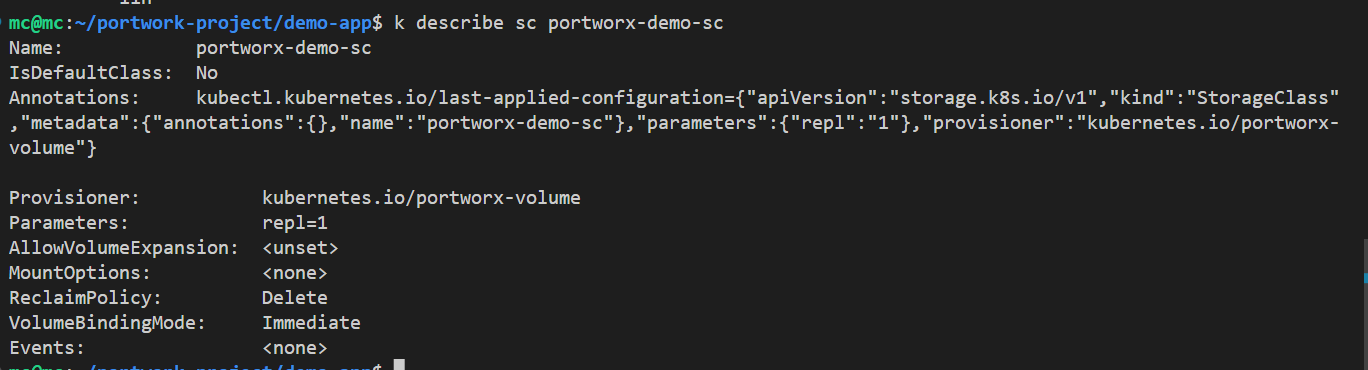 mc@mc:~/portwork-project/demo-app$ k describe sc portworx-demo-sc
Name:            portworx-demo-sc
IsDefaultClass:  No
Annotations:     kubectl.kubernetes.io/last-applied-configuration={"apiVersion":"storage.k8s.io/v1","kind":"StorageClass"
,"metadata":{"annotations":{},"name":"portworx-demo-sc"},"parameters":{"repl":"1"},"provisioner":"kubernetes.io/portworx-
volume"}
Provisioner:           kubernetes.io/portworx-volume
Parameters:            repl=1
AllowVolumeExpansion:  <unset>
MountOptions:          <none>
ReclaimPolicy:         Delete
VolumeBindingMode:     Immediate
Events:                <none>
mc@mc:~/portwork-project/demo-app$